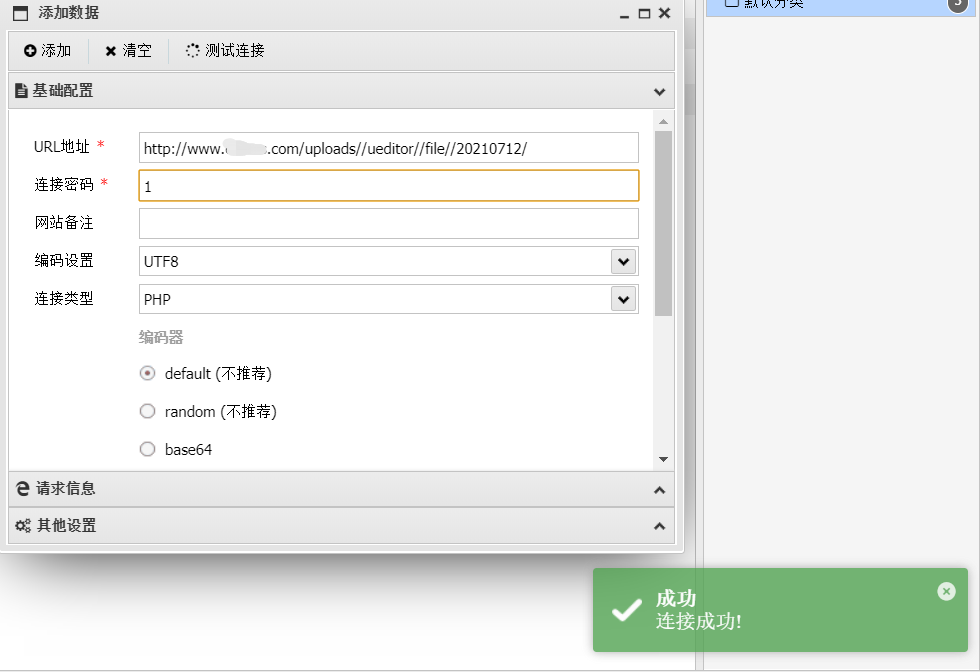 添加数据
默认分类
添加 清空 测试连接
基础配置
URL地址 * http://www. .com/uploads//ueditor//file//20210712/
连接密码 * 1
网站备注
编码设置 UTF8
连接类型 PHP
编码器
default (不推荐)
random (不推荐)
base64
请求信息
其他设置
成功
连接成功!